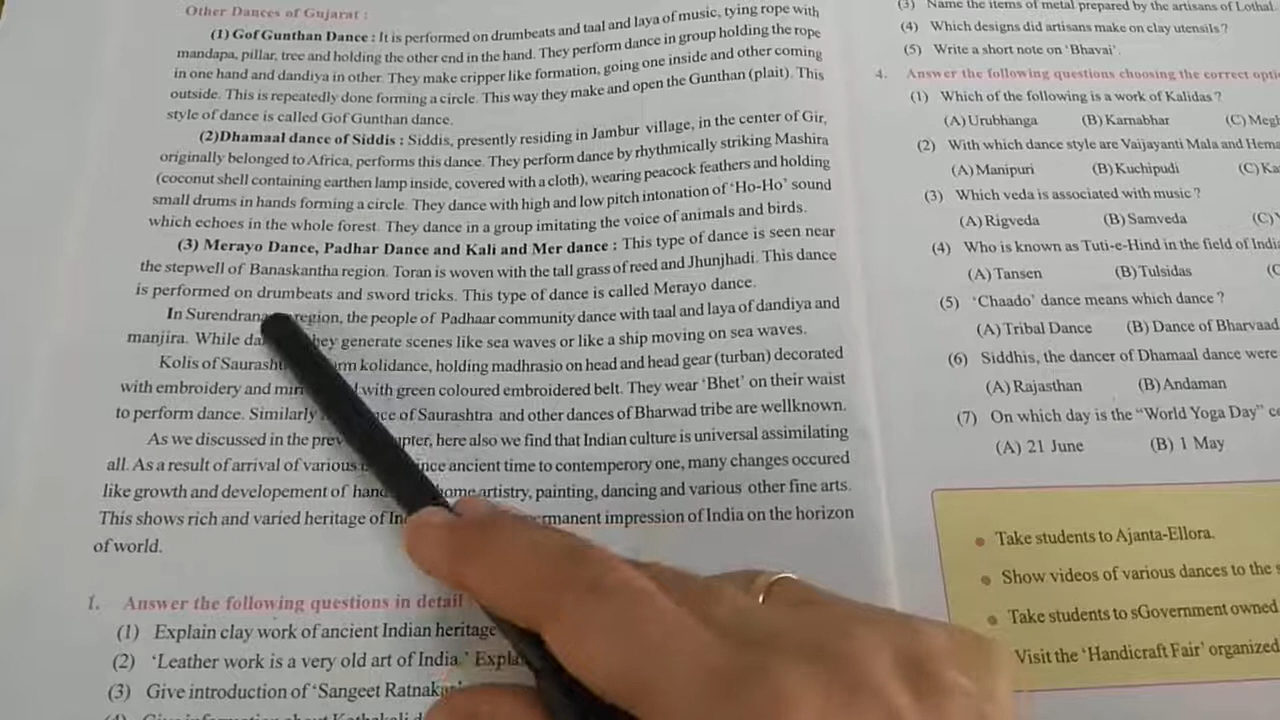 Other Dances of Gujarat :
(1) Gof Gunthan Dance : It is performed on drumbeats and taal and laya of music, tying rope with
mandapa, pillar, tree and holding the other end in the hand. They perform dance in group holding the rope
in one hand and dandiya in other. They make cripper like formation, going one inside and other coming
outside. This is repeatedly done forming a circle. This way they make and open the Gunthan (plait). This
style of dance is called Gof Gunthan dance.
(2)Dhamaal dance of Siddis : Siddis, presently residing in Jambur village, in the center of Gir,
originally belonged to Africa, performs this dance. They perform dance by rhythmically striking Mashira
(coconut shell containing earthen lamp inside, covered with a cloth), wearing peacock feathers and holding
small drums in hands forming a circle. They dance with high and low pitch intonation of 'Ho-Ho' sound
which echoes in the whole forest. They dance in a group imitating the voice of animals and birds.
(3) Merayo Dance, Padhar Dance and Kali and Mer dance : This type of dance is seen near
the stepwell of Banaskantha region. Toran is woven with the tall grass of reed and Jhunjhadi. This dance
is performed on drumbeats and sword tricks. This type of dance is called Merayo dance.
In region, the people of Padhaar community dance with taal and laya of dandiya and
manjira. While they generate scenes like sea waves or like a ship moving on sea waves.
Kolis of kolidance, holding madhrasio on head and head gear (turban) decorated
with embroidery and with green coloured embroidered belt. They wear 'Bhet' on their waist
to perform dance. Similarly of Saurashtra and other dances of Bharwad tribe are wellknown.
As we discussed in the here also we find that Indian culture is universal assimilating
all. As a result of arrival of various ancient time to contemperory one, many changes occured
like growth and developement of artistry, painting, dancing and various other fine arts.
This shows rich and varied heritage of impression of India on the horizon
of world.
1. Answer the following questions in detail
(1) Explain clay work of ancient Indian heritage
(2) 'Leather work is a very old art of India.'
(3) Give introduction of 'Sangeet
(3) Name the items of metal prepared by the artisans of Lothal.
(4) Which designs did artisans make on clay utensils ?
(5) Write a short note on 'Bhavai'.
4. Answer the following questions choosing the correct
(1) Which of the following is a work of Kalidas ?
(A) Urubhanga (B) Karnabhar (C)
(2) With which dance style are Vaijayanti Mala and
(A) Manipuri (B) Kuchipudi (C)
(3) Which veda is associated with music ?
(A) Rigveda (B) Samveda (C)
(4) Who is known as Tuti-e-Hind in the field of
(A) Tansen (B) Tulsidas
(5) 'Chaado' dance means which dance ?
(A) Tribal Dance (B) Dance of Bharvaad
(6) Siddhis, the dancer of Dhamaal dance were
(A) Rajasthan (B) Andaman
(7) On which day is the "World Yoga Day"
(A) 21 June (B) 1 May
Take students to Ajanta-Ellora.
Show videos of various dances to the
Take students to sGovernment owned
Visit the 'Handicraft Fair' organized